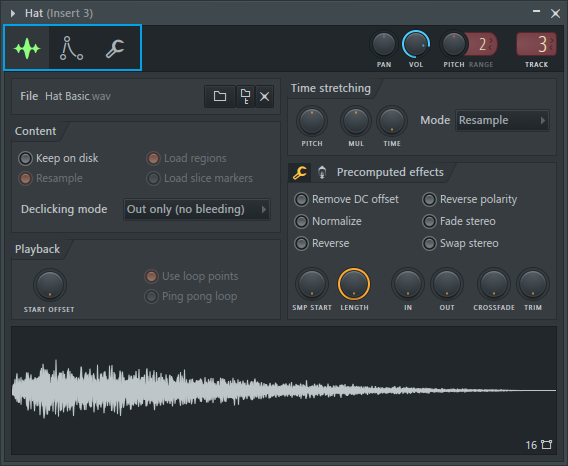 Hat (Insert 3)
PAN VOL PITCH RANGE 2 3 TRACK
File Hat Basic.wav
Content
Keep on disk Load regions
Resample Load slice markers
Declicking mode Out only (no bleeding)
Playback
START OFFSET
Use loop points
Ping pong loop
Time stretching
PITCH MUL TIME
Mode Resample
Precomputed effects
Remove DC offset Reverse polarity
Normalize Fade stereo
Reverse Swap stereo
SMP START LENGTH IN OUT CROSSFADE TRIM
16